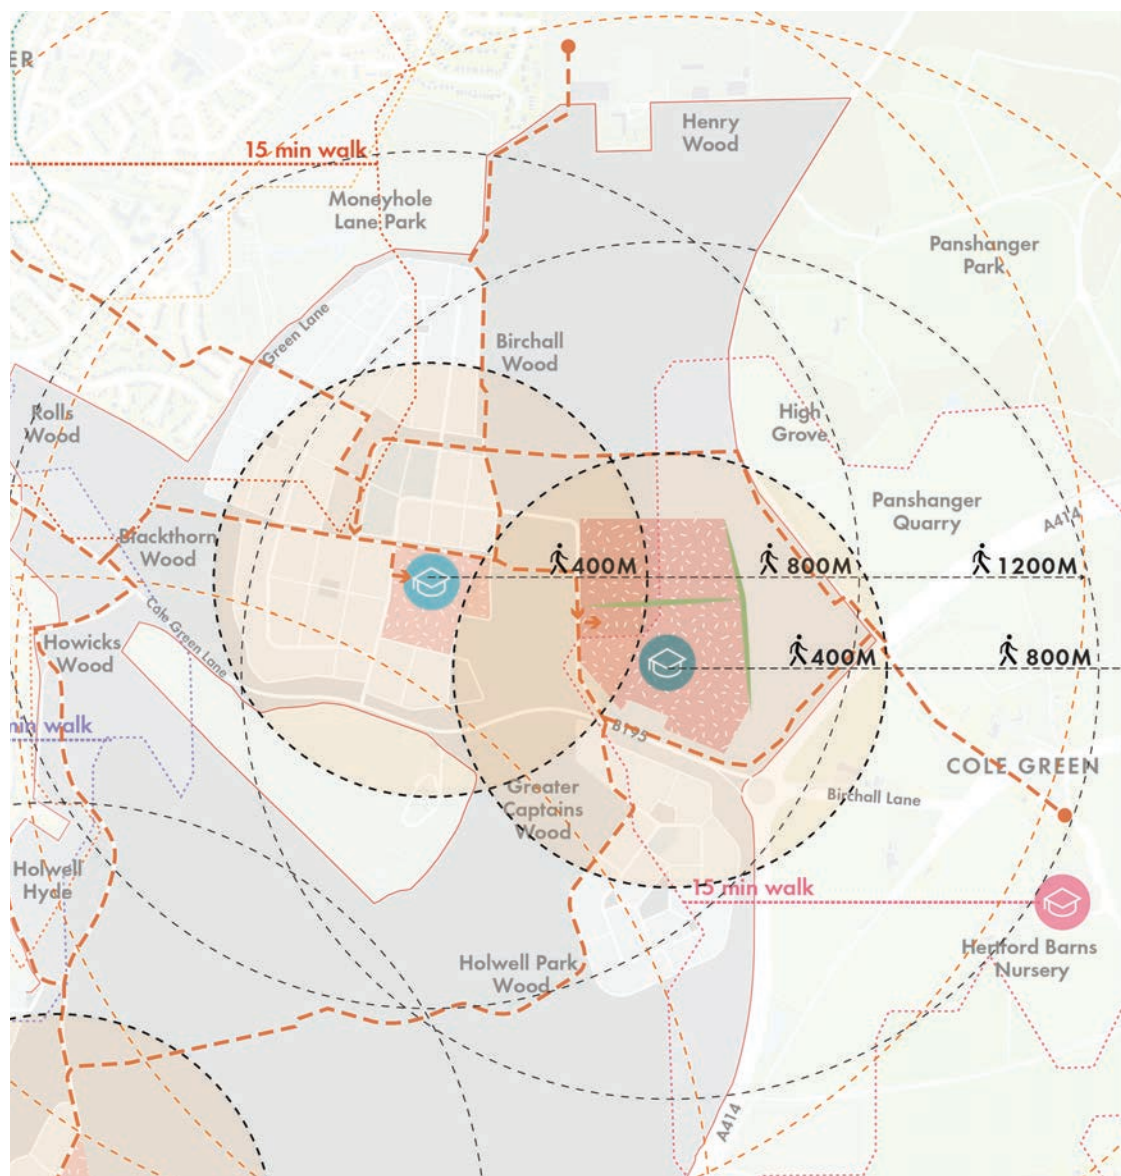 ER
15 min walk
Henry
Wood
Moneyhole
Lane Park
Panshanger
Park
Green Lane
Birchall
Wood
Rolls
Wood
High
Grove
Panshanger
Quarry
A414
Blackthorn
Wood
400M
800M
1200M
Cole Green Lane
Howicks
Wood
400M
800M
min walk
B195
COLE GREEN
Greater
Captains
Wood
Birchall Lane
Holwell
Hyde
15 min walk
Hertford Barns
Nursery
Holwell Park
Wood
A414